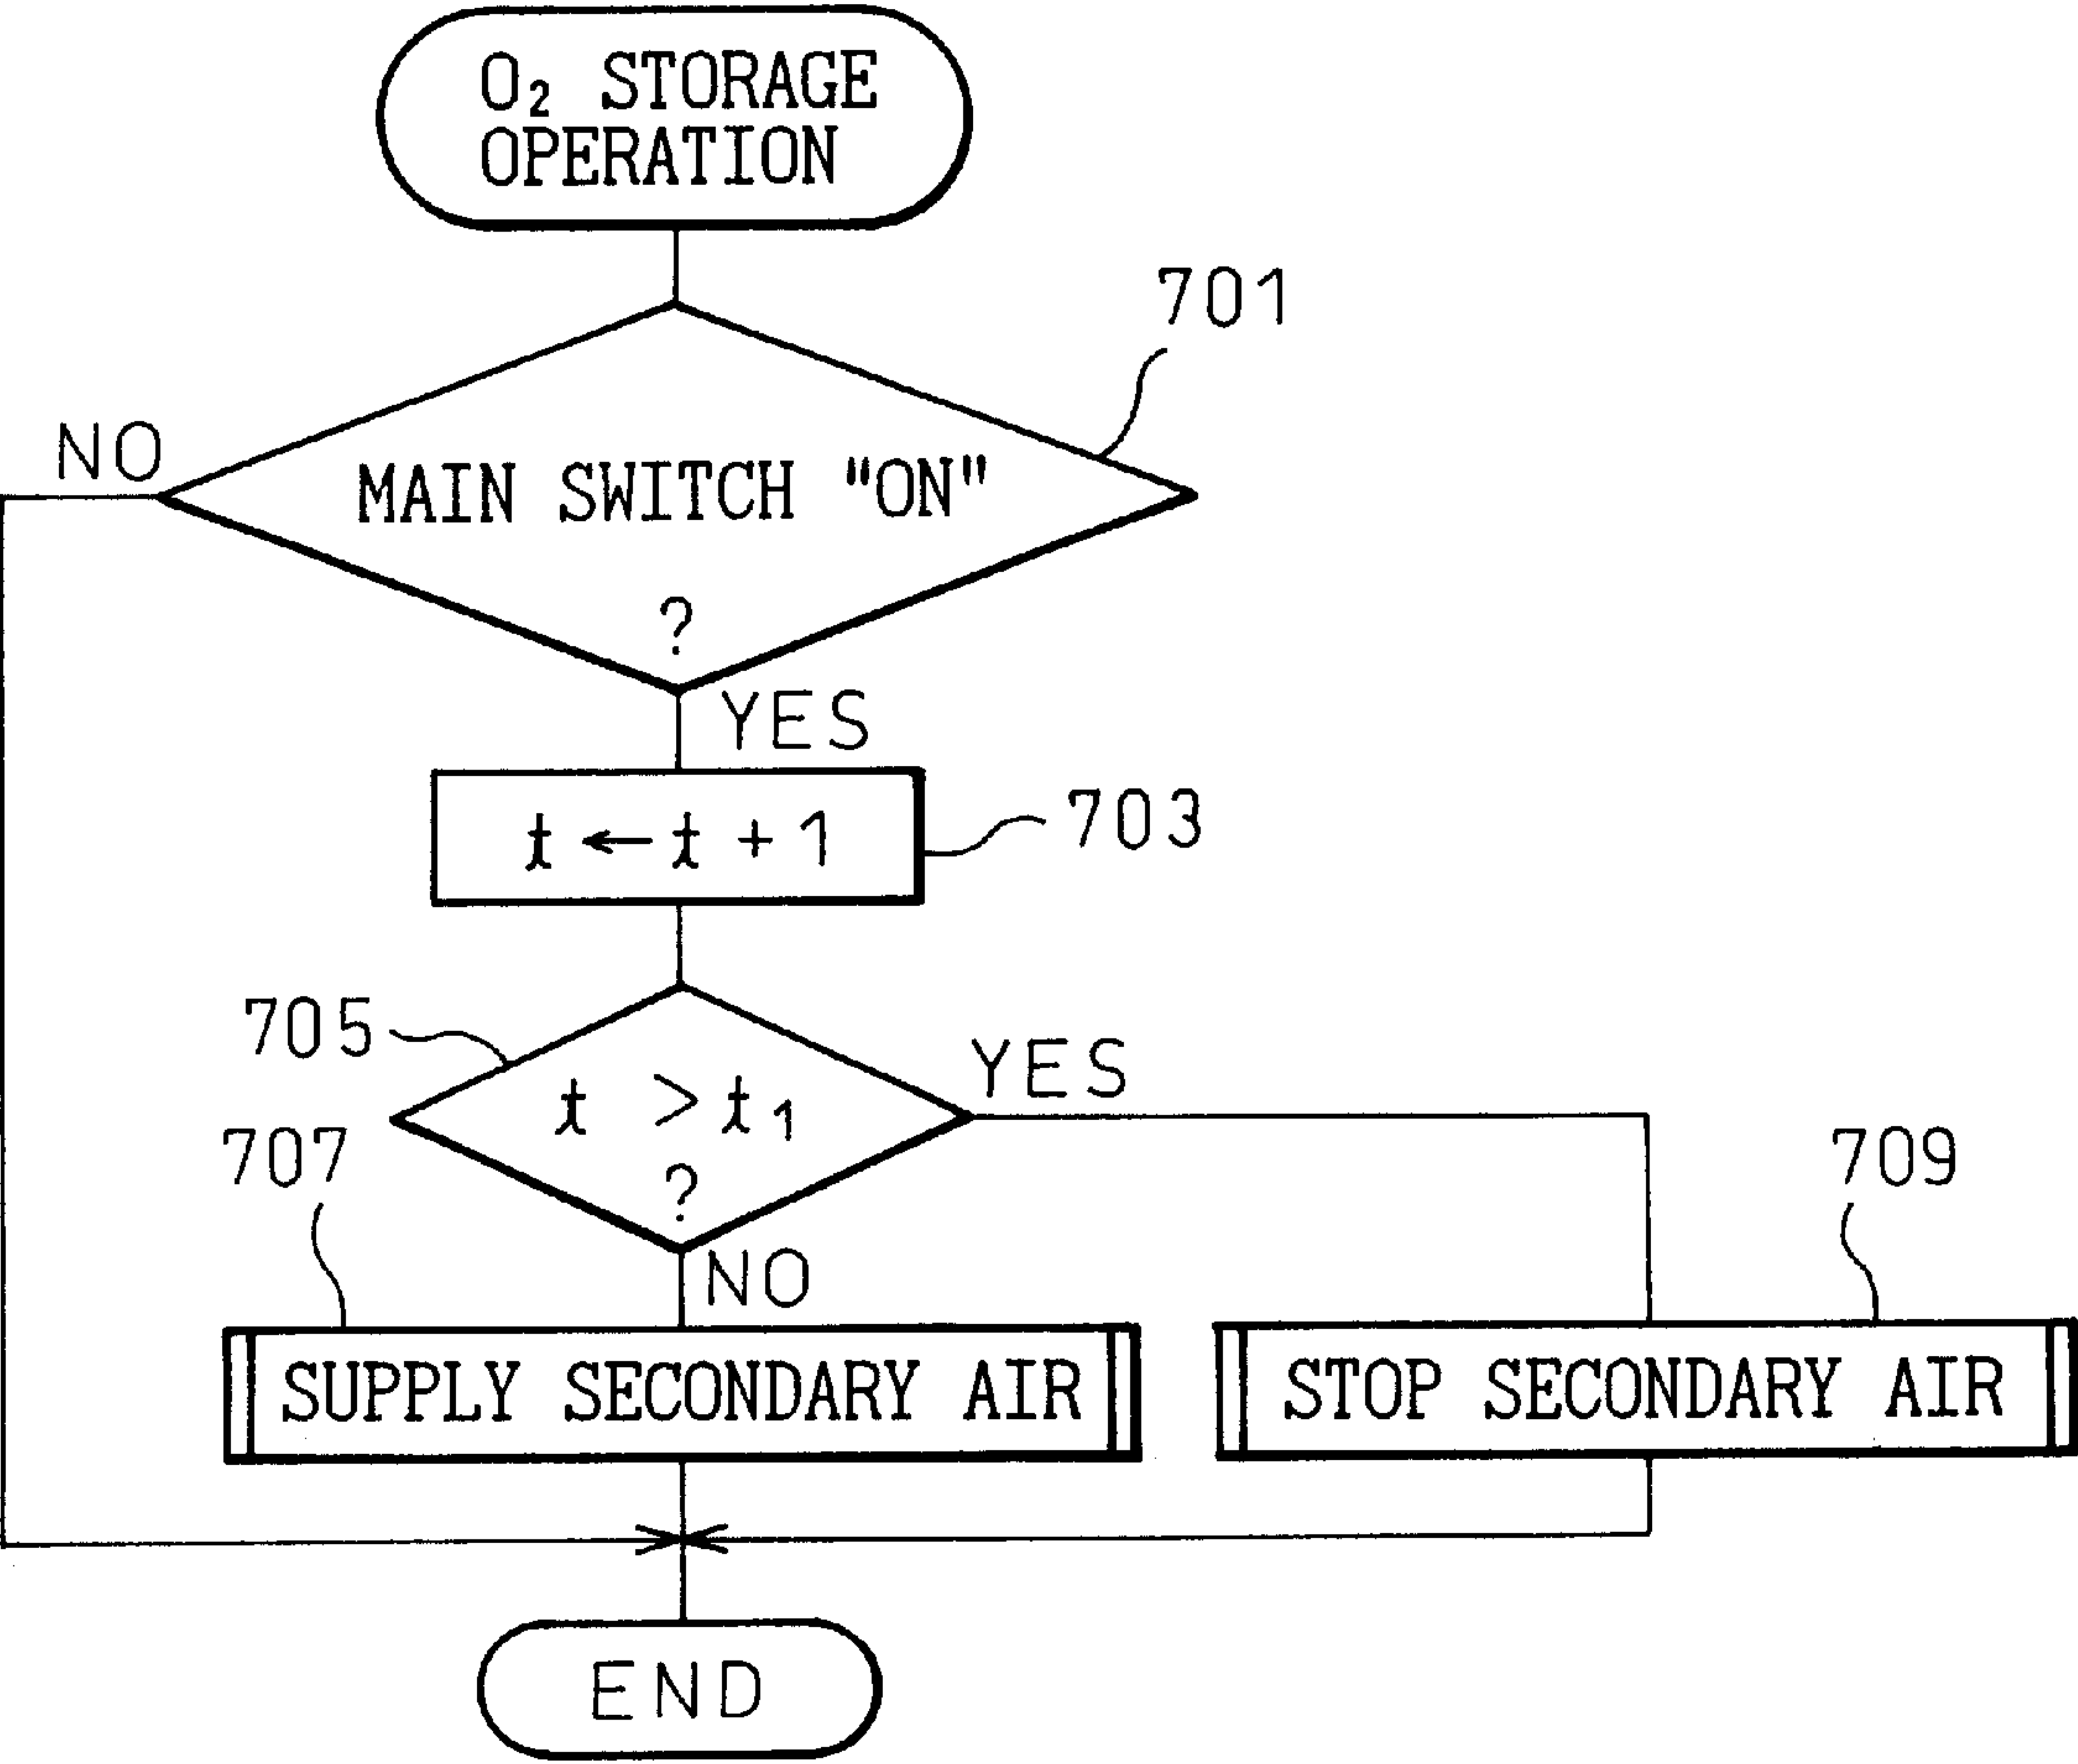 O₂ STORAGE
OPERATION
701
NO
MAIN SWITCH "ON"
?
YES
t ← t + 1
703
705
YES
t > t₁
707
?
709
NO
SUPPLY SECONDARY AIR
STOP SECONDARY AIR
END